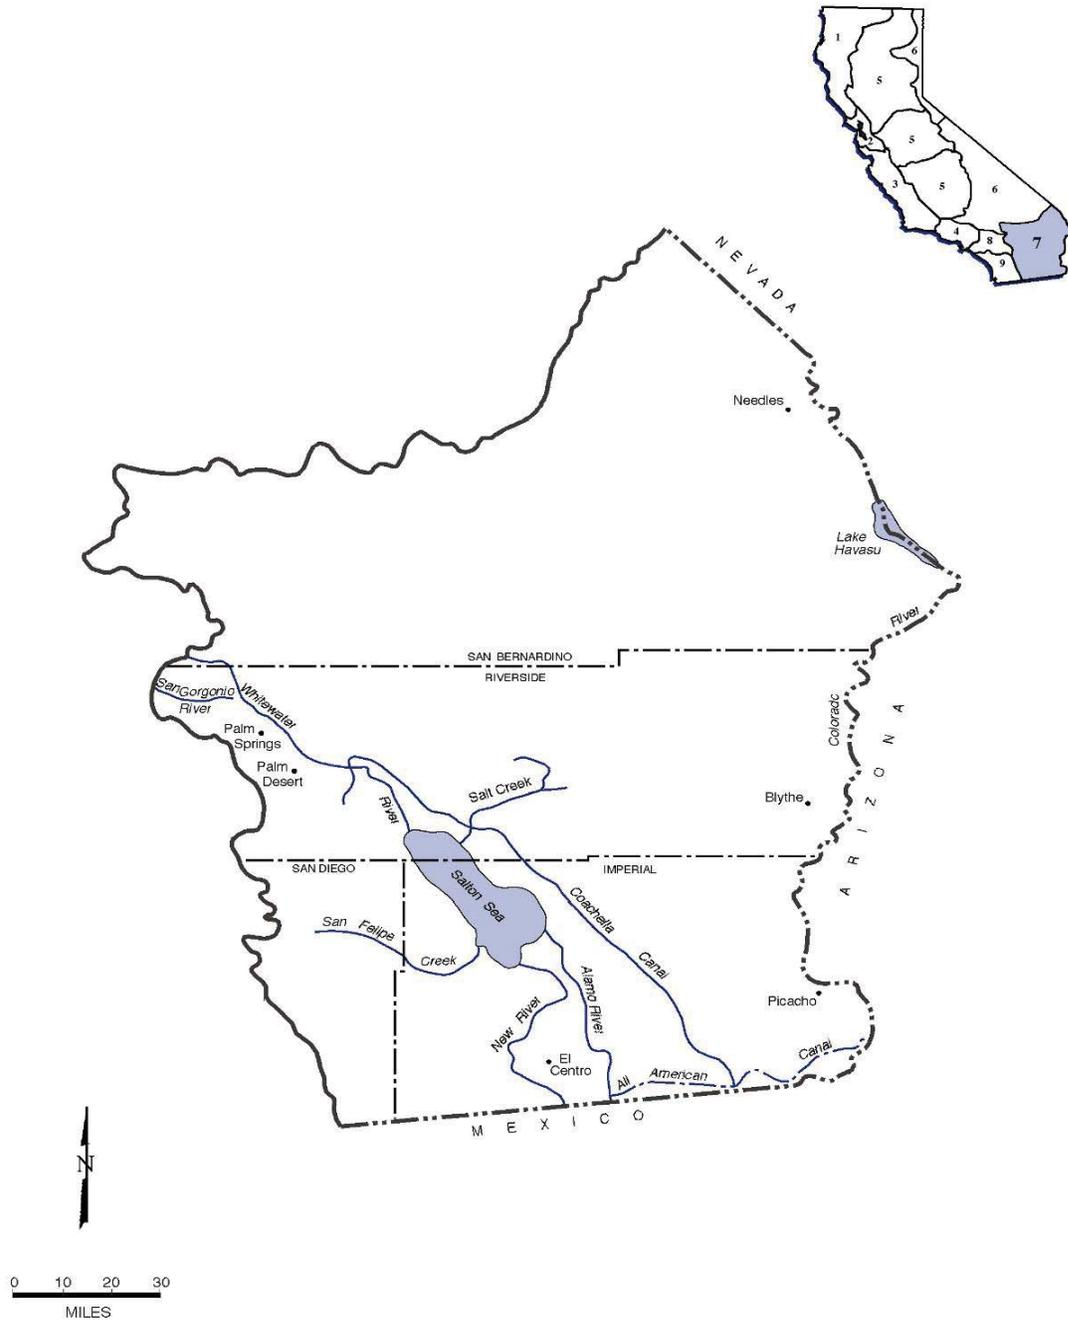 1
6
5
2
5
3
5
6
4
8
7
9
NEVADA
Needles
Lake
Havasu
River
SAN BERNARDINO
RIVERSIDE
San Gorgonio
River
Whitewater
Palm
Springs
Palm
Desert
River
Salt Creek
Coloradc
ARIZONA
Blythe
SAN DIEGO
IMPERIAL
Salton Sea
San Felipe
Creek
Coachella
Canal
Alamo River
New River
Picacho
El
Centro
All American Canal
MEXICO
N
0 10 20 30
MILES